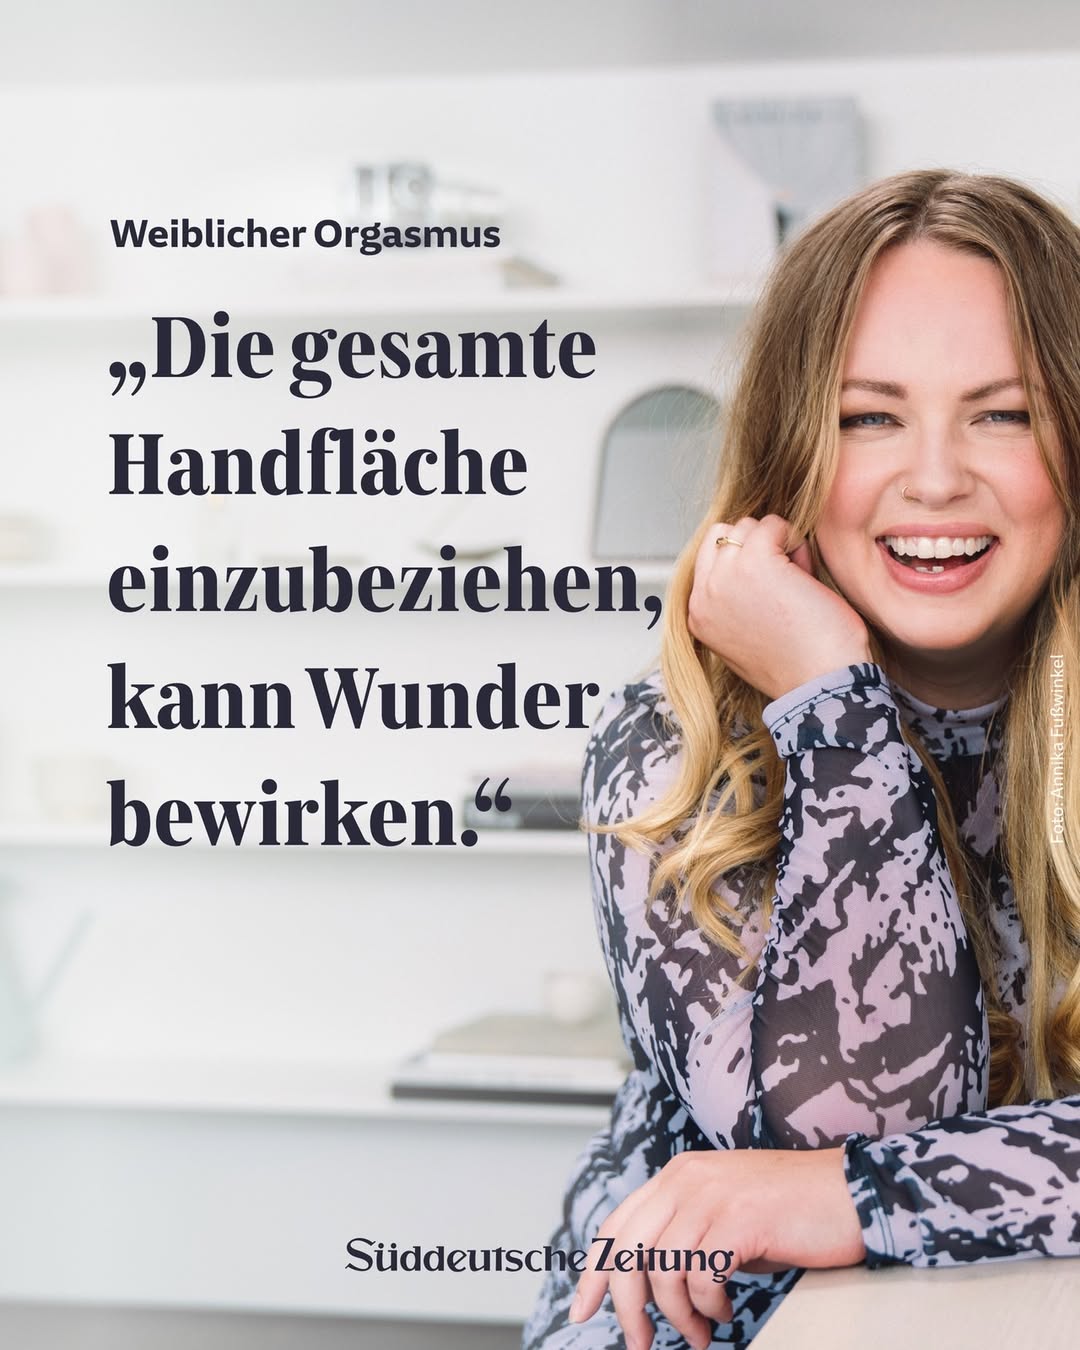 Weiblicher Orgasmus
„Die gesamte
Handfläche
einzubeziehen,
kann Wunder
bewirken.“
Foto: Annika Fußwinkel
Süddeutsche Zeitung